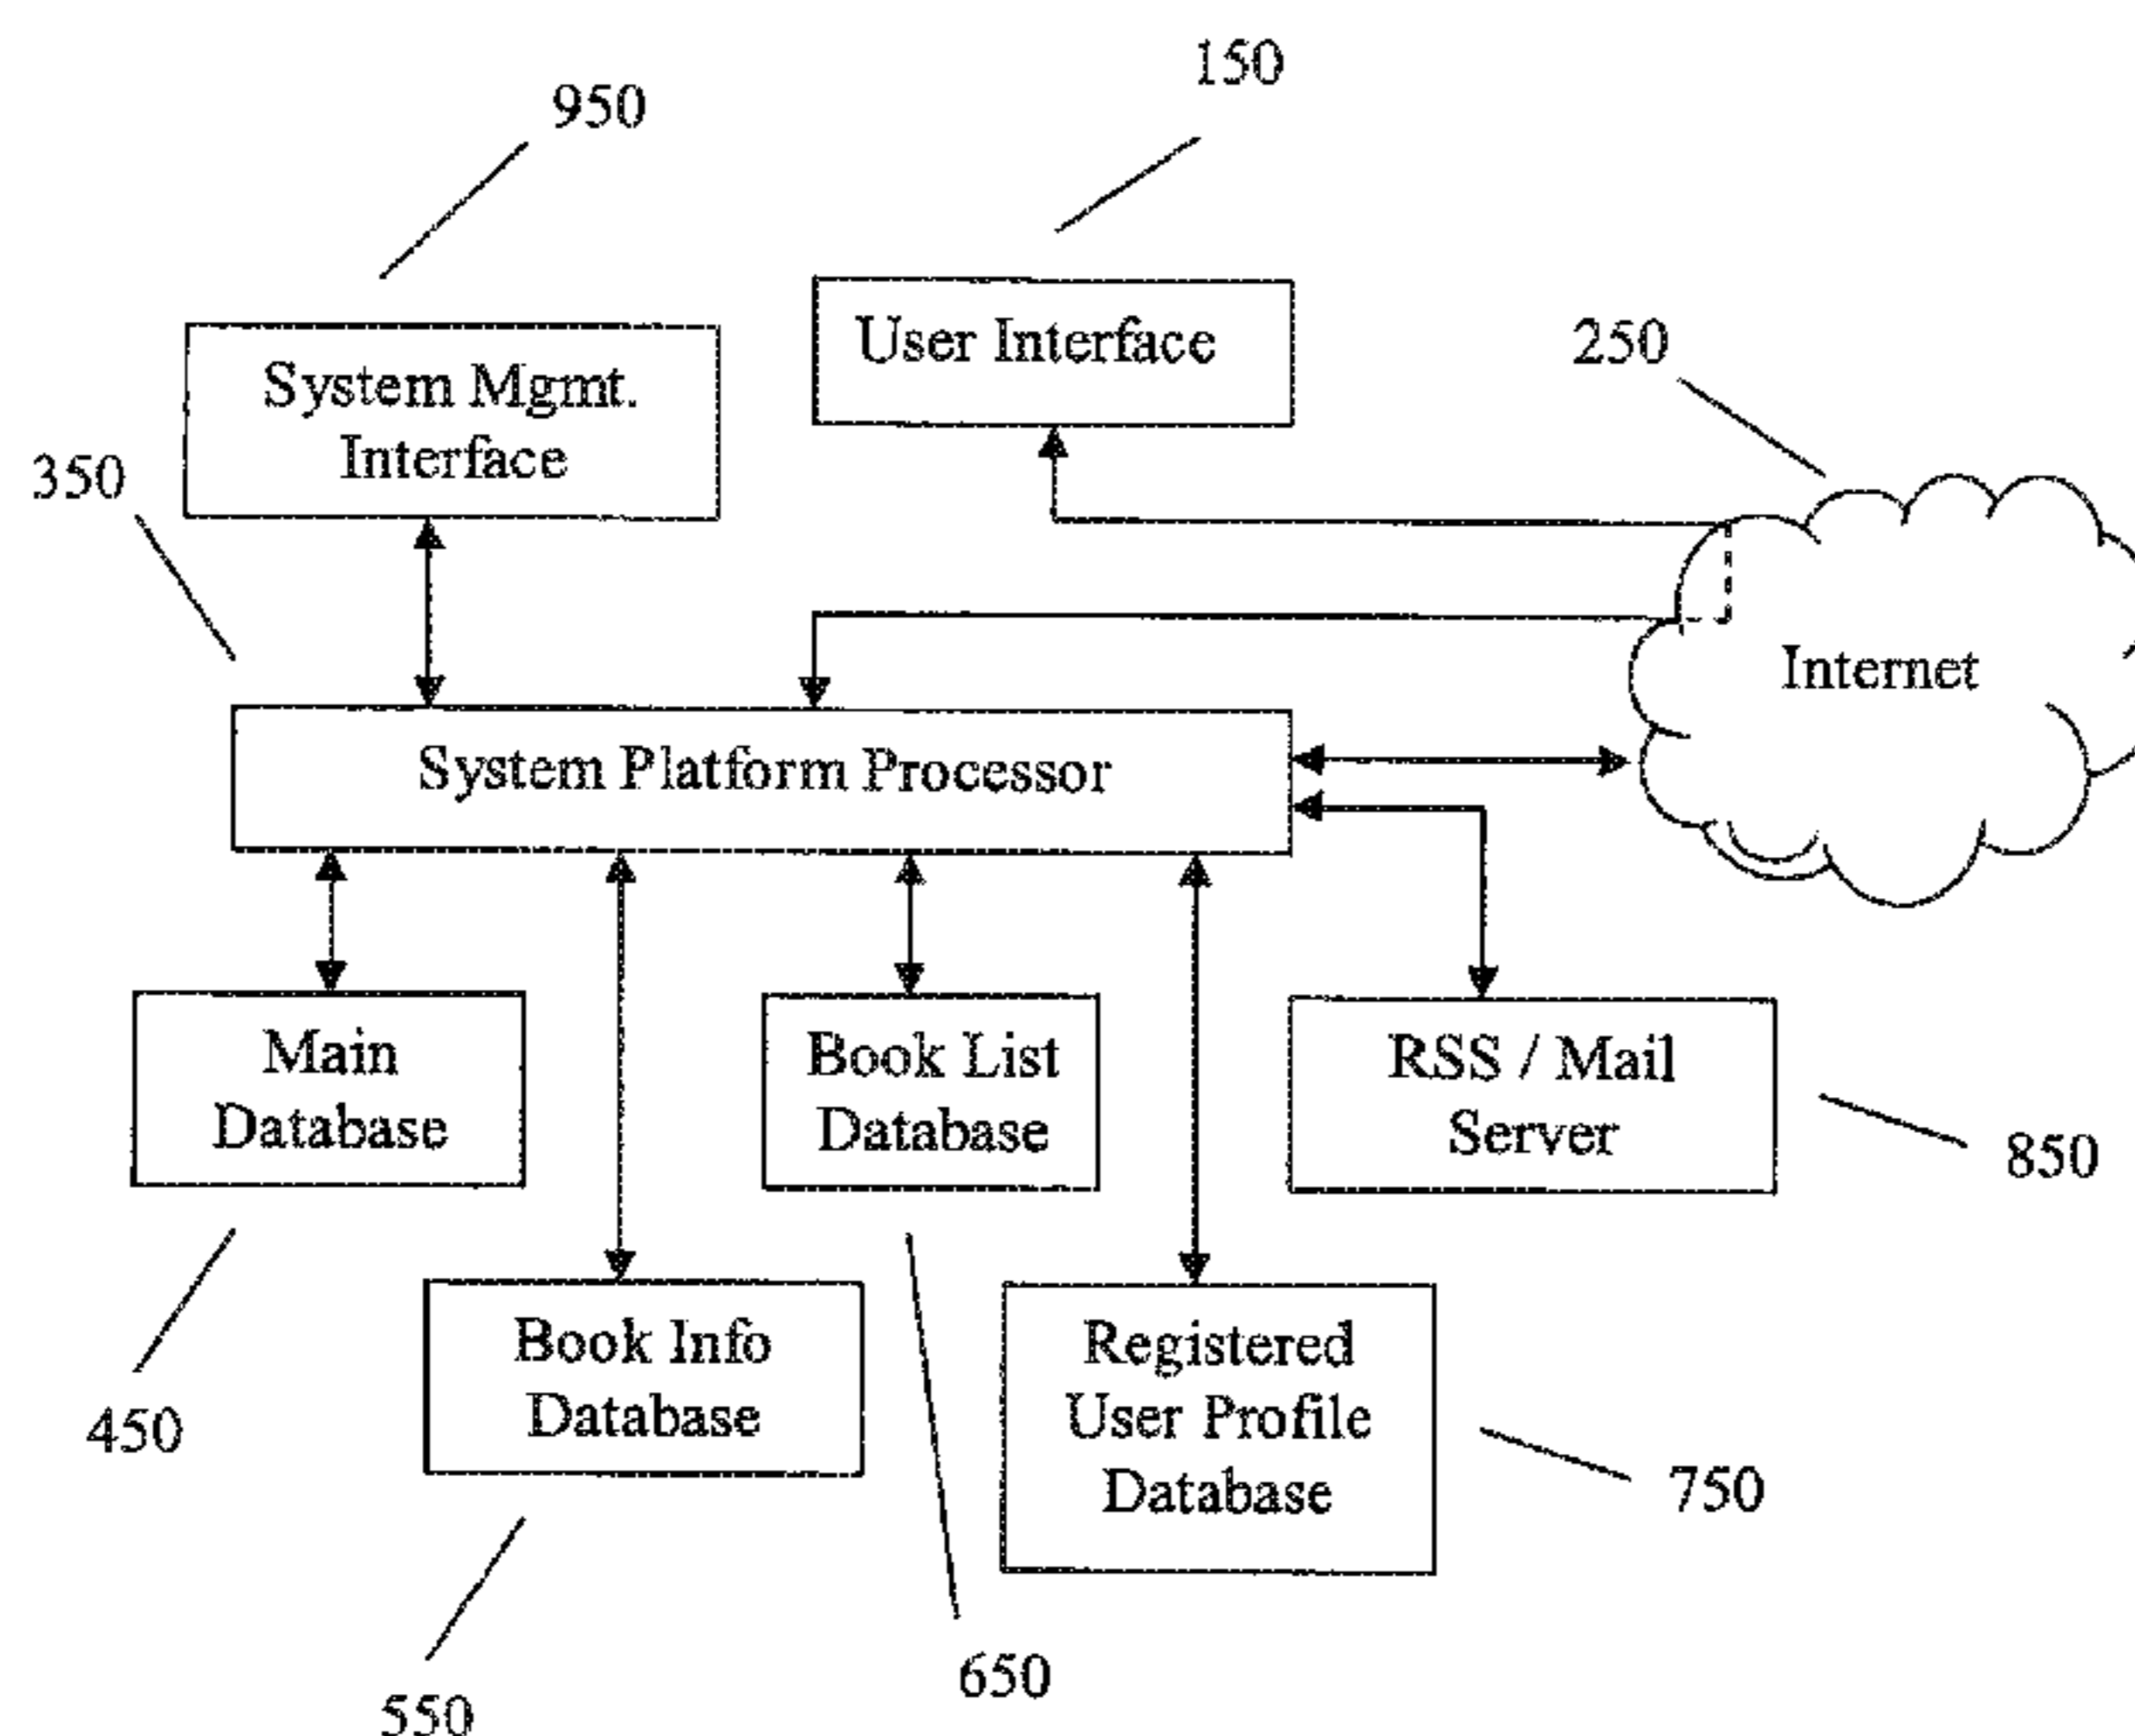 150
950
User Interface
250
System Mgmt.
Interface
350
Internet
System Platform Processor
Main
Database
Book List
Database
RSS / Mail
Server
850
Book Info
Database
Registered
User Profile
Database
450
750
650
550